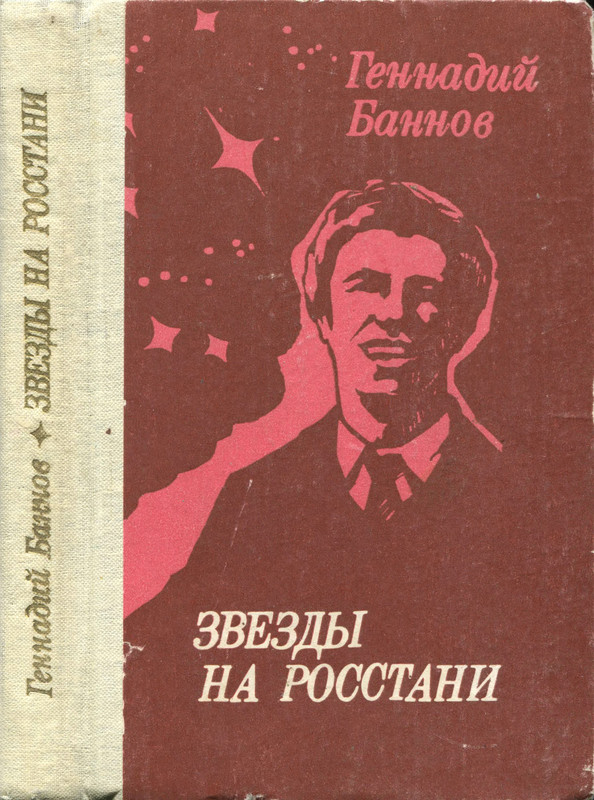 Геннадий Баннов ✦ ЗВЕЗДЫ НА РОССТАНИ
Геннадий
Баннов
ЗВЕЗДЫ
НА РОССТАНИ